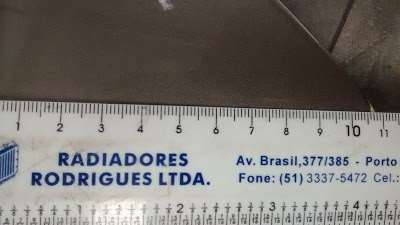 1 2 3 4 5 6 7 8 9 10 11
RADIADORES Av. Brasil,377/385 - Porto
RODRIGUES LTDA. Fone: (51) 3337-5472 Cel.:
1 2 3 4